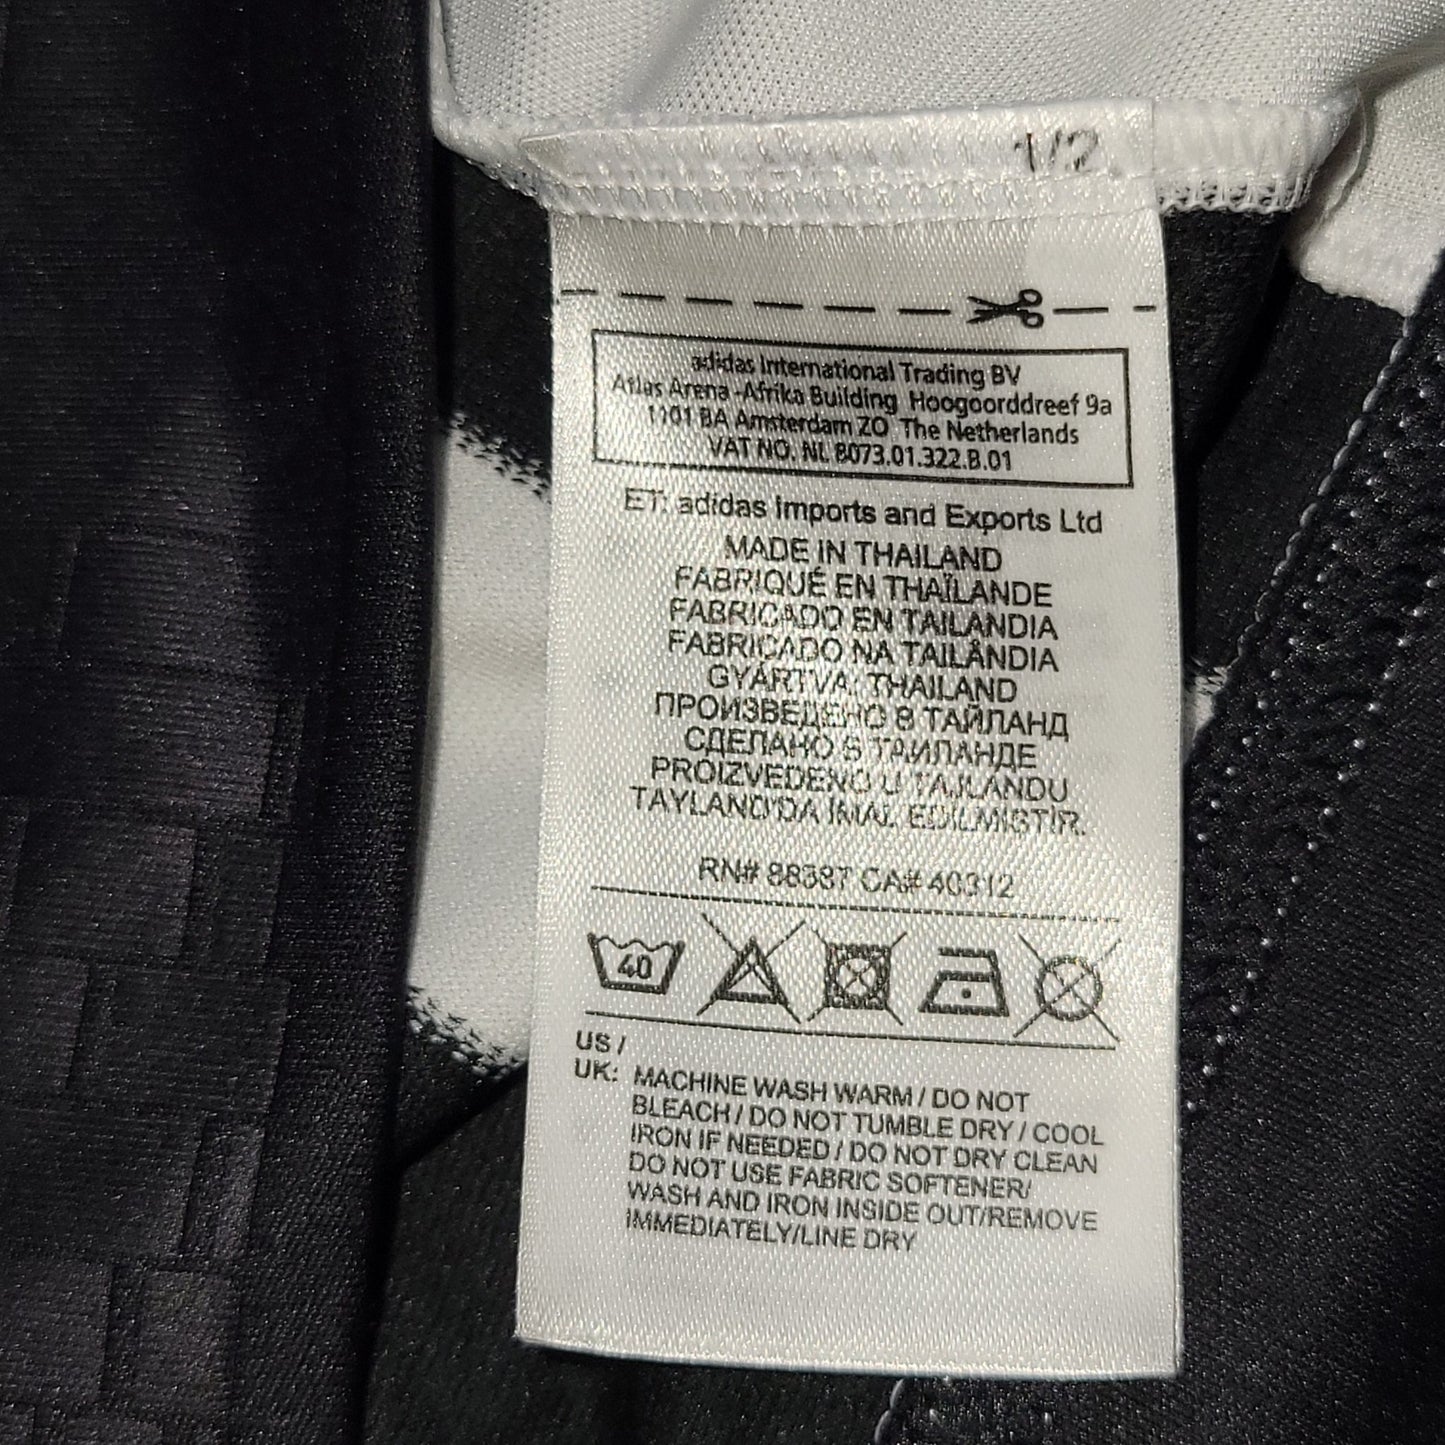 1/2
adidas International Trading BV
Atlas Arena -Afrika Building Hoogoorddreef 9a
1101 BA Amsterdam ZO The Netherlands
VAT NO. NL 8073.01.322.B.01
ET: adidas Imports and Exports Ltd
MADE IN THAILAND
FABRIQUÉ EN THAÏLANDE
FABRICADO EN TAILANDIA
FABRICADO NA TAILÂNDIA
GYÁRTVA: THAILAND
ПРОИЗВЕДЕНО В ТАЙЛАНД
СДЕЛАНО В ТАИЛАНДЕ
PROIZVEDENO U TAJLANDU
TAYLAND'DA İMAL EDİLMİŞTİR.
RN# 88387 CA# 40312
40
US /
UK: MACHINE WASH WARM / DO NOT
BLEACH / DO NOT TUMBLE DRY / COOL
IRON IF NEEDED / DO NOT DRY CLEAN
DO NOT USE FABRIC SOFTENER/
WASH AND IRON INSIDE OUT/REMOVE
IMMEDIATELY/LINE DRY